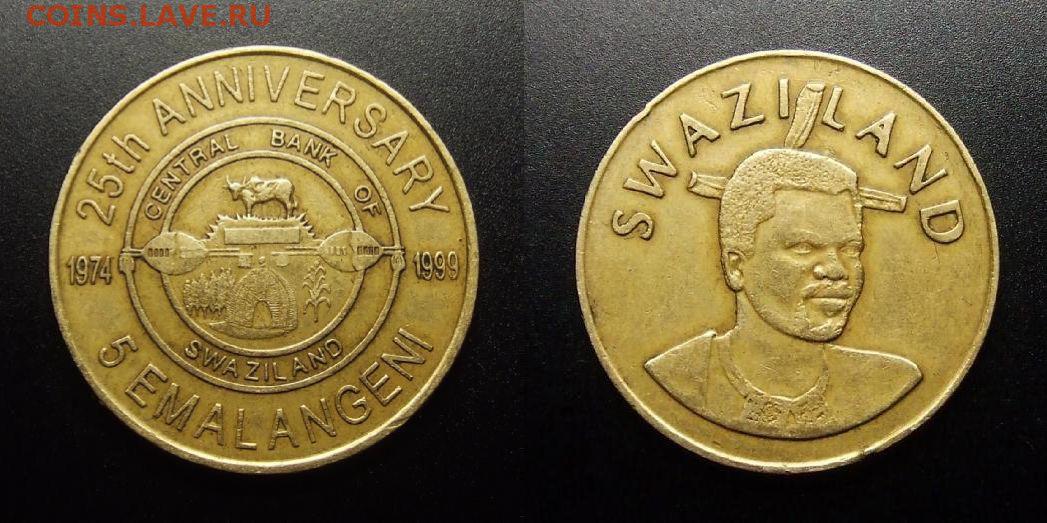 COINS.LAVE.RU
25th ANNIVERSARY
CENTRAL BANK OF
1974
1999
SWAZILAND
5 EMALANGENI
SWAZILAND